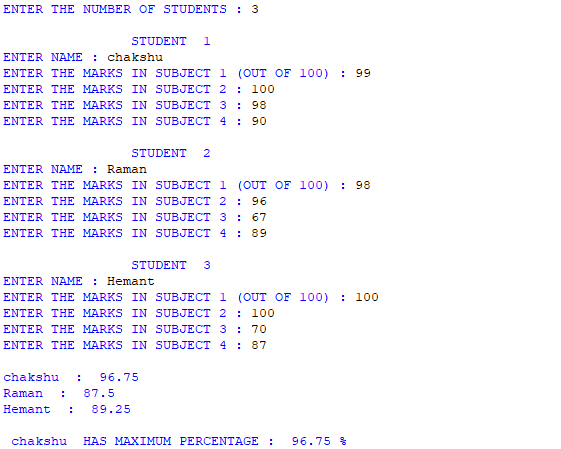 ENTER THE NUMBER OF STUDENTS : 3
STUDENT  1
ENTER NAME : chakshu
ENTER THE MARKS IN SUBJECT 1 (OUT OF 100) : 99
ENTER THE MARKS IN SUBJECT 2 : 100
ENTER THE MARKS IN SUBJECT 3 : 98
ENTER THE MARKS IN SUBJECT 4 : 90
STUDENT  2
ENTER NAME : Raman
ENTER THE MARKS IN SUBJECT 1 (OUT OF 100) : 98
ENTER THE MARKS IN SUBJECT 2 : 96
ENTER THE MARKS IN SUBJECT 3 : 67
ENTER THE MARKS IN SUBJECT 4 : 89
STUDENT  3
ENTER NAME : Hemant
ENTER THE MARKS IN SUBJECT 1 (OUT OF 100) : 100
ENTER THE MARKS IN SUBJECT 2 : 100
ENTER THE MARKS IN SUBJECT 3 : 70
ENTER THE MARKS IN SUBJECT 4 : 87
chakshu  :  96.75
Raman  :  87.5
Hemant  :  89.25
chakshu  HAS MAXIMUM PERCENTAGE :  96.75 %